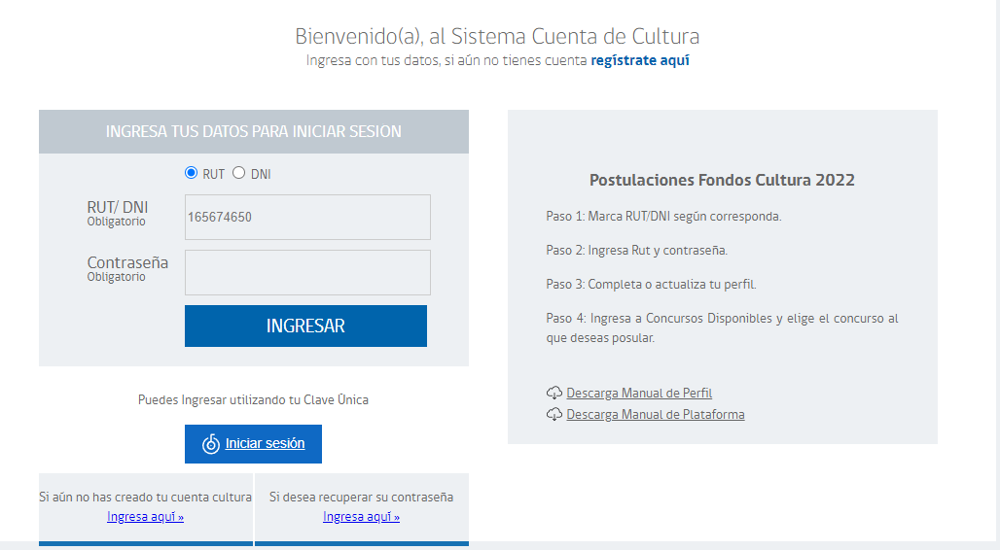 Bienvenido(a), al Sistema Cuenta de Cultura
Ingresa con tus datos, si aún no tienes cuenta regístrate aquí
INGRESA TUS DATOS PARA INICIAR SESION
RUT DNI
RUT/ DNI
Obligatorio
165674650
Contraseña
Obligatorio
INGRESAR
Puedes Ingresar utilizando tu Clave Única
Iniciar sesión
Si aún no has creado tu cuenta cultura
Ingresa aquí »
Si desea recuperar su contraseña
Ingresa aquí »
Postulaciones Fondos Cultura 2022
Paso 1: Marca RUT/DNI según corresponda.
Paso 2: Ingresa Rut y contraseña.
Paso 3: Completa o actualiza tu perfil.
Paso 4: Ingresa a Concursos Disponibles y elige el concurso al
que deseas posular.
Descarga Manual de Perfil
Descarga Manual de Plataforma